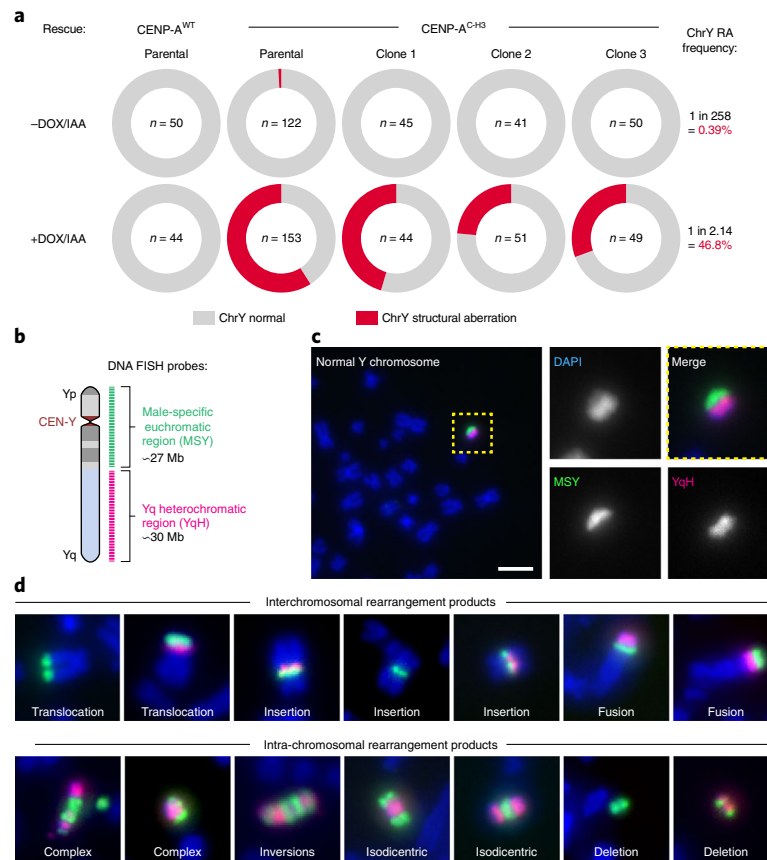 a
Rescue: CENP-A^WT CENP-A^C-H3 ChrY RA frequency:
Parental Parental Clone 1 Clone 2 Clone 3
–DOX/IAA n = 50 n = 122 n = 45 n = 41 n = 50 1 in 258 = 0.39%
+DOX/IAA n = 44 n = 153 n = 44 n = 51 n = 49 1 in 2.14 = 46.8%
ChrY normal ChrY structural aberration
b
DNA FISH probes:
Yp
CEN-Y
Yq
Male-specific
euchromatic
region (MSY)
~27 Mb
Yq heterochromatic
region (YqH)
~30 Mb
c
Normal Y chromosome
DAPI
Merge
MSY
YqH
d
Interchromosomal rearrangement products
Translocation Translocation Insertion Insertion Insertion Fusion Fusion
Intra-chromosomal rearrangement products
Complex Complex Inversions Isodicentric Isodicentric Deletion Deletion